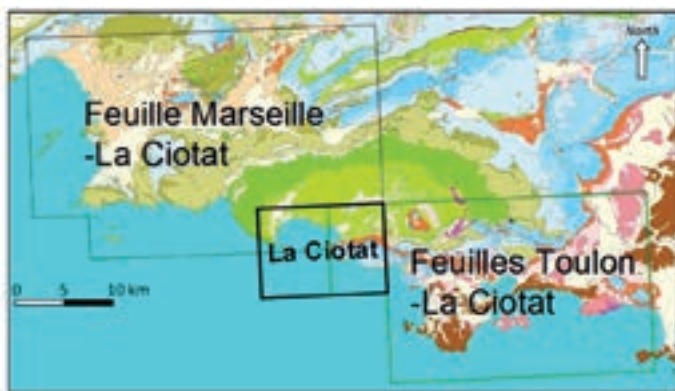 North
Feuille Marseille
-La Ciotat
La Ciotat
Feuilles Toulon
-La Ciotat
0 5 10 km